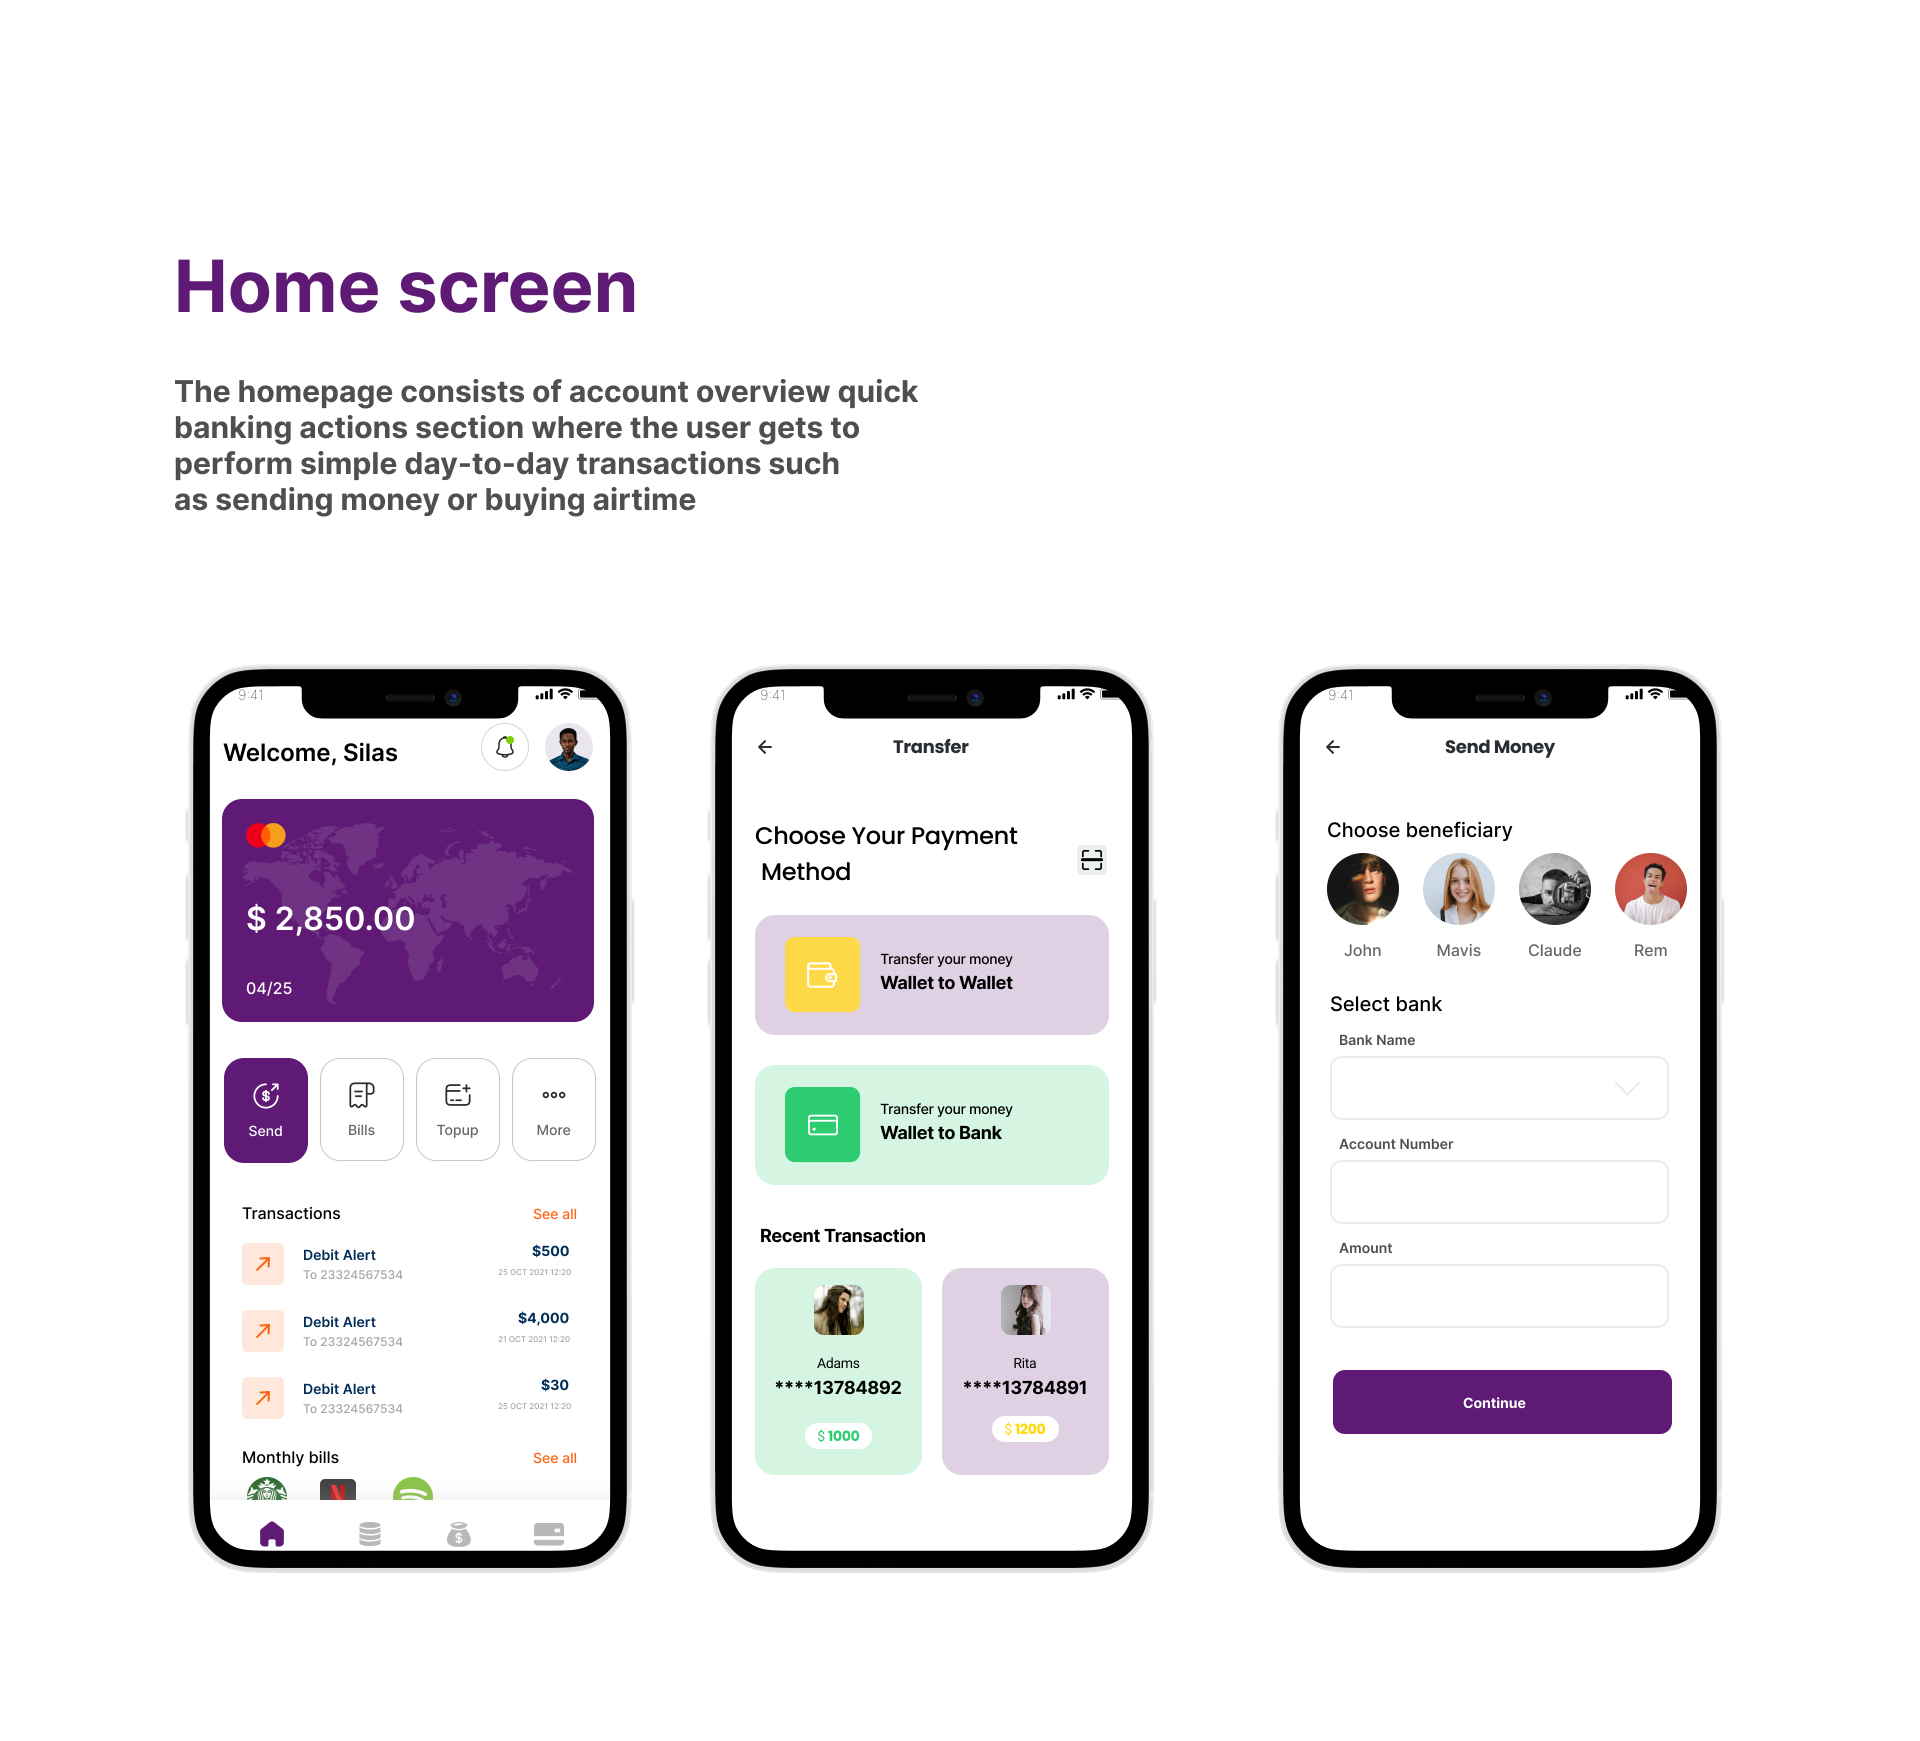 Home screen
The homepage consists of account overview quick
banking actions section where the user gets to
perform simple day-to-day transactions such
as sending money or buying airtime
9:41
Welcome, Silas
$ 2,850.00
04/25
Send
Bills
Topup
More
Transactions
See all
Debit Alert
$500
To 23324567534
25 OCT 2021 12:20
Debit Alert
$4,000
To 23324567534
21 OCT 2021 12:20
Debit Alert
$30
To 23324567534
25 OCT 2021 12:20
Monthly bills
See all
N
$
9:41
Transfer
Choose Your Payment
Method
Transfer your money
Wallet to Wallet
Transfer your money
Wallet to Bank
Recent Transaction
Adams
****13784892
$ 1000
Rita
****13784891
$ 1200
9:41
Send Money
Choose beneficiary
John
Mavis
Claude
Rem
Select bank
Bank Name
Account Number
Amount
Continue